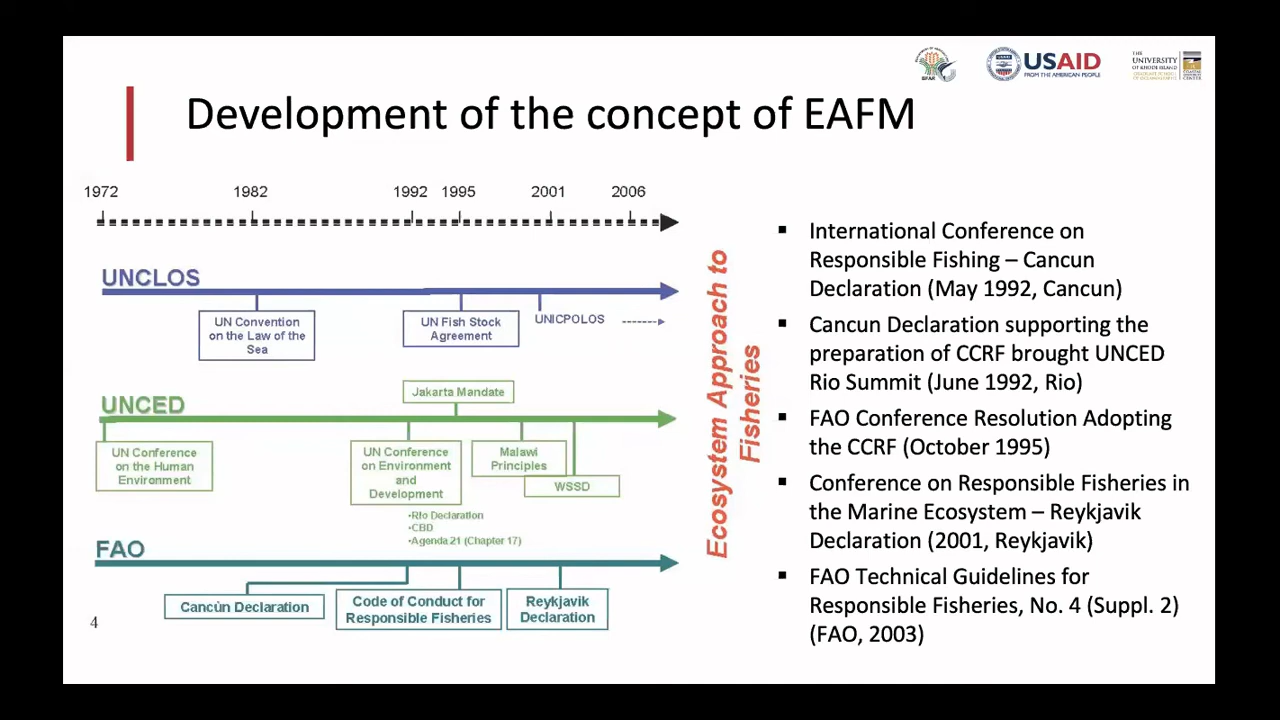 USAID
FROM THE AMERICAN PEOPLE
THE
UNIVERSITY
OF RHODE ISLAND
Development of the concept of EAFM
1972 1982 1992 1995 2001 2006
UNCLOS
UN Convention
on the Law of the
Sea
UN Fish Stock
Agreement
UNICPOLOS
Jakarta Mandate
UNCED
UN Conference
on the Human
Environment
UN Conference
on Environment
and
Development
Malawi
Principles
WSSD
•Rio Declaration
•CBD
•Agenda 21 (Chapter 17)
FAO
Cancùn Declaration
Code of Conduct for
Responsible Fisheries
Reykjavik
Declaration
4
Ecosystem Approach to
Fisheries
▪ International Conference on
Responsible Fishing – Cancun
Declaration (May 1992, Cancun)
▪ Cancun Declaration supporting the
preparation of CCRF brought UNCED
Rio Summit (June 1992, Rio)
▪ FAO Conference Resolution Adopting
the CCRF (October 1995)
▪ Conference on Responsible Fisheries in
the Marine Ecosystem – Reykjavik
Declaration (2001, Reykjavik)
▪ FAO Technical Guidelines for
Responsible Fisheries, No. 4 (Suppl. 2)
(FAO, 2003)